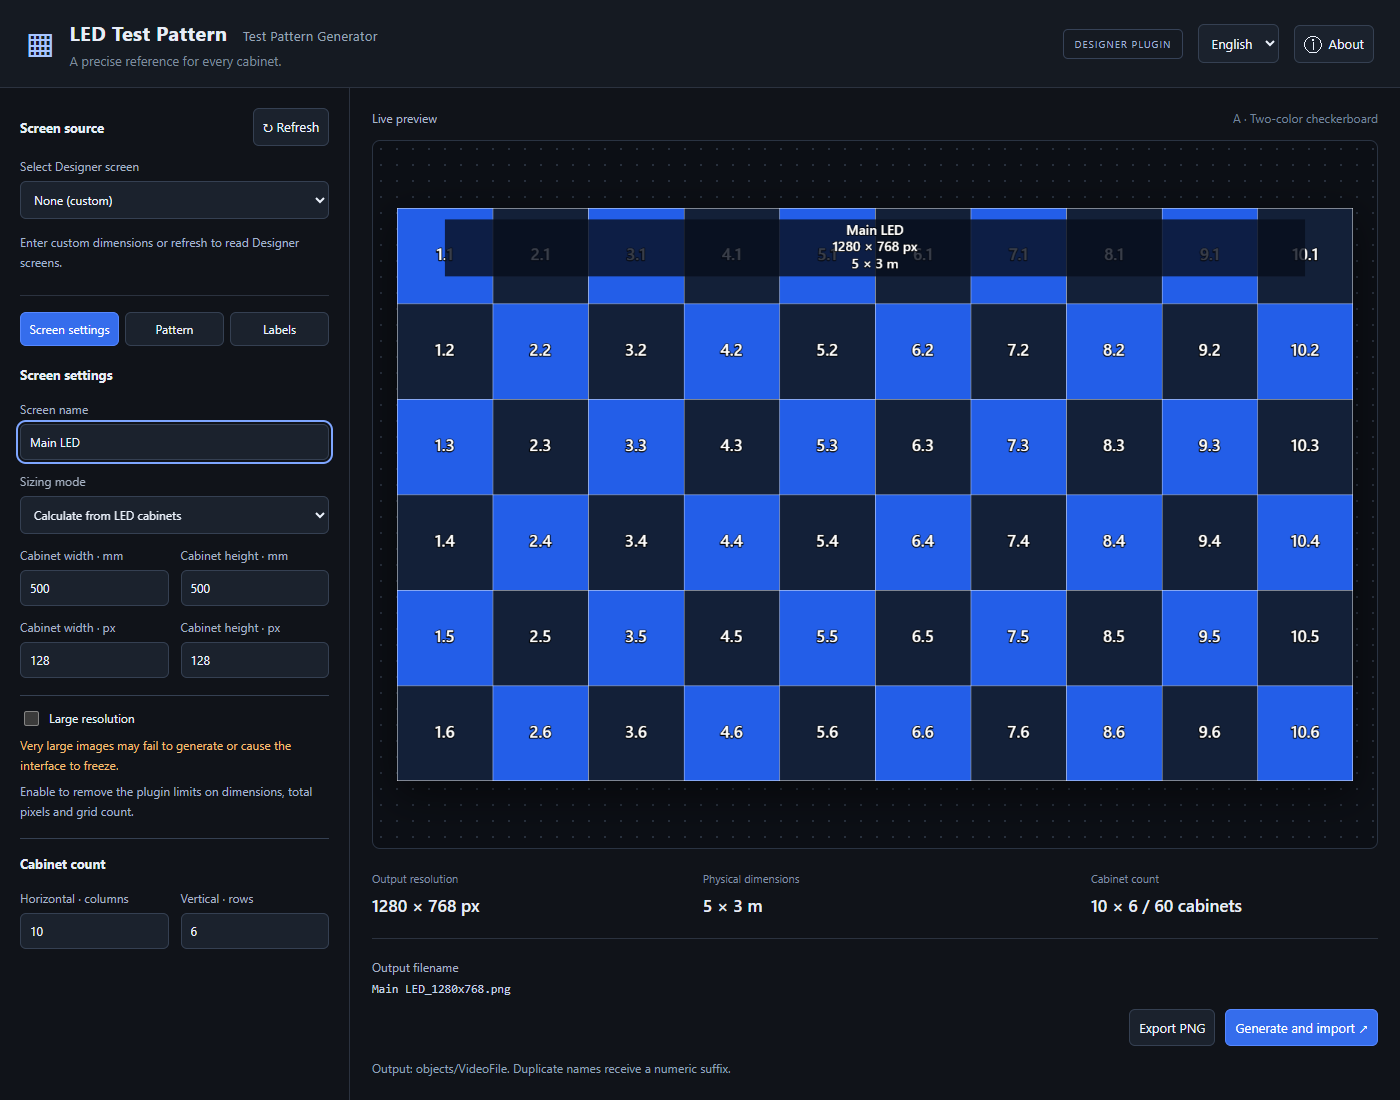 LED Test Pattern Test Pattern Generator
A precise reference for every cabinet.
DESIGNER PLUGIN
English
About
Screen source
↻ Refresh
Select Designer screen
None (custom)
Enter custom dimensions or refresh to read Designer
screens.
Screen settings Pattern Labels
Screen settings
Screen name
Main LED
Sizing mode
Calculate from LED cabinets
Cabinet width · mm Cabinet height · mm
500 500
Cabinet width · px Cabinet height · px
128 128
Large resolution
Very large images may fail to generate or cause the
interface to freeze.
Enable to remove the plugin limits on dimensions, total
pixels and grid count.
Cabinet count
Horizontal · columns Vertical · rows
10 6
Live preview A · Two-color checkerboard
Main LED
1280 × 768 px
5 × 3 m
1.1 2.1 3.1 4.1 5.1 6.1 7.1 8.1 9.1 10.1
1.2 2.2 3.2 4.2 5.2 6.2 7.2 8.2 9.2 10.2
1.3 2.3 3.3 4.3 5.3 6.3 7.3 8.3 9.3 10.3
1.4 2.4 3.4 4.4 5.4 6.4 7.4 8.4 9.4 10.4
1.5 2.5 3.5 4.5 5.5 6.5 7.5 8.5 9.5 10.5
1.6 2.6 3.6 4.6 5.6 6.6 7.6 8.6 9.6 10.6
Output resolution Physical dimensions Cabinet count
1280 × 768 px 5 × 3 m 10 × 6 / 60 cabinets
Output filename
Main LED_1280x768.png
Export PNG Generate and import ↗
Output: objects/VideoFile. Duplicate names receive a numeric suffix.